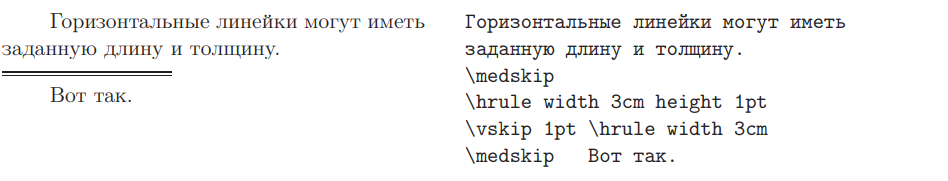 Горизонтальные линейки могут иметь
заданную длину и толщину.
Вот так.
Горизонтальные линейки могут иметь
заданную длину и толщину.
\medskip
\hrule width 3cm height 1pt
\vskip 1pt \hrule width 3cm
\medskip   Вот так.